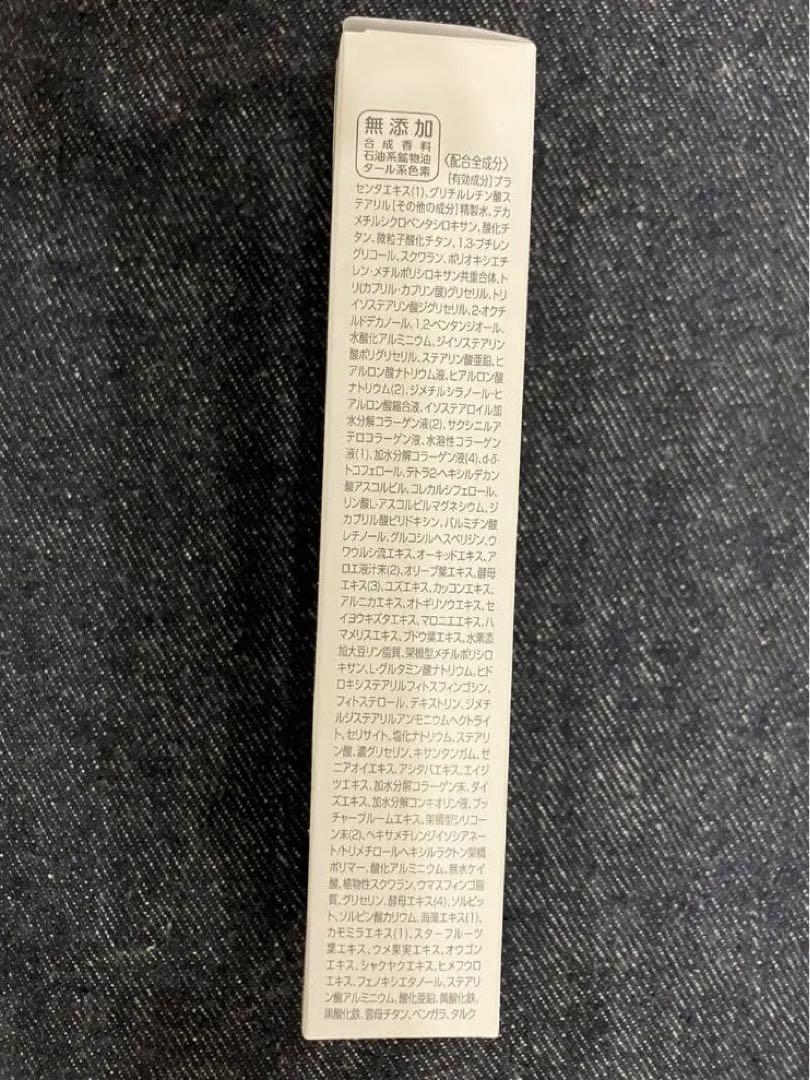 無添加
合成香料
石油系鉱物油
タール系色素
〈配合全成分〉
[有効成分]プラ
センタエキス(1)、グリチルレチン酸ス
テアリル[その他の成分]精製水、デカ
メチルシクロペンタシロキサン、酸化チ
タン、微粒子酸化チタン、1,3-ブチレン
グリコール、スクワラン、ポリオキシエチ
レン・メチルポリシロキサン共重合体、ト
リ(カプリル・カプリン酸)グリセリル、トリ
イソステアリン酸ジグリセリル、2-オクチ
ルドデカノール、1,2-ペンタンジオール、
水酸化アルミニウム、ジイソステアリン
酸ポリグリセリル、ステアリン酸亜鉛、ヒ
アルロン酸ナトリウム液、ヒアルロン酸
ナトリウム(2)、ジメチルシラノール・ヒ
アルロン酸縮合液、イソステアロイル加
水分解コラーゲン液(2)、サクシニルア
テロコラーゲン液、水溶性コラーゲン
液(1)、加水分解コラーゲン液(4)、d-δ-
トコフェロール、テトラ2-ヘキシルデカン
酸アスコルビル、コレカルシフェロール、
リン酸L-アスコルビルマグネシウム、ジ
カプリル酸ピリドキシン、パルミチン酸
レチノール、グルコシルヘスペリジン、ウ
ワウルシ流エキス、オーキッドエキス、ア
ロエ液汁末(2)、オリーブ葉エキス、酵母
エキス(3)、ユズエキス、カッコンエキス、
アルニカエキス、オトギリソウエキス、セ
イヨウキズタエキス、マロニエエキス、ハ
マメリスエキス、ブドウ葉エキス、水素添
加大豆リン脂質、架橋型メチルポリシロ
キサン、L-グルタミン酸ナトリウム、ヒド
ロキシステアリルフィトスフィンゴシン、
フィトステロール、デキストリン、ジメチ
ルジステアリルアンモニウムヘクトライ
ト、セリサイト、塩化ナトリウム、ステアリ
ン酸、濃グリセリン、キサンタンガム、ゼ
ニアオイエキス、アシタバエキス、エイジ
ツエキス、加水分解コラーゲン末、ダイ
ズエキス、加水分解コンキオリン液、ブッ
チャーブルームエキス、架橋型シリコー
ン末(2)、ヘキサメチレンジイソシアネー
ト/トリメチロールヘキシルラクトン架橋
ポリマー、酸化アルミニウム、無水ケイ
酸、植物性スクワラン、ウマスフィンゴ脂
質、グリセリン、酵母エキス(4)、ソルビッ
ト、ソルビン酸カリウム、海藻エキス(1)、
カモミラエキス(1)、スターフルーツ
葉エキス、ウメ果実エキス、オウゴン
エキス、シャクヤクエキス、ヒメフウロ
エキス、フェノキシエタノール、ステアリ
ン酸アルミニウム、酸化亜鉛、黄酸化鉄、
黒酸化鉄、雲母チタン、ベンガラ、タルク